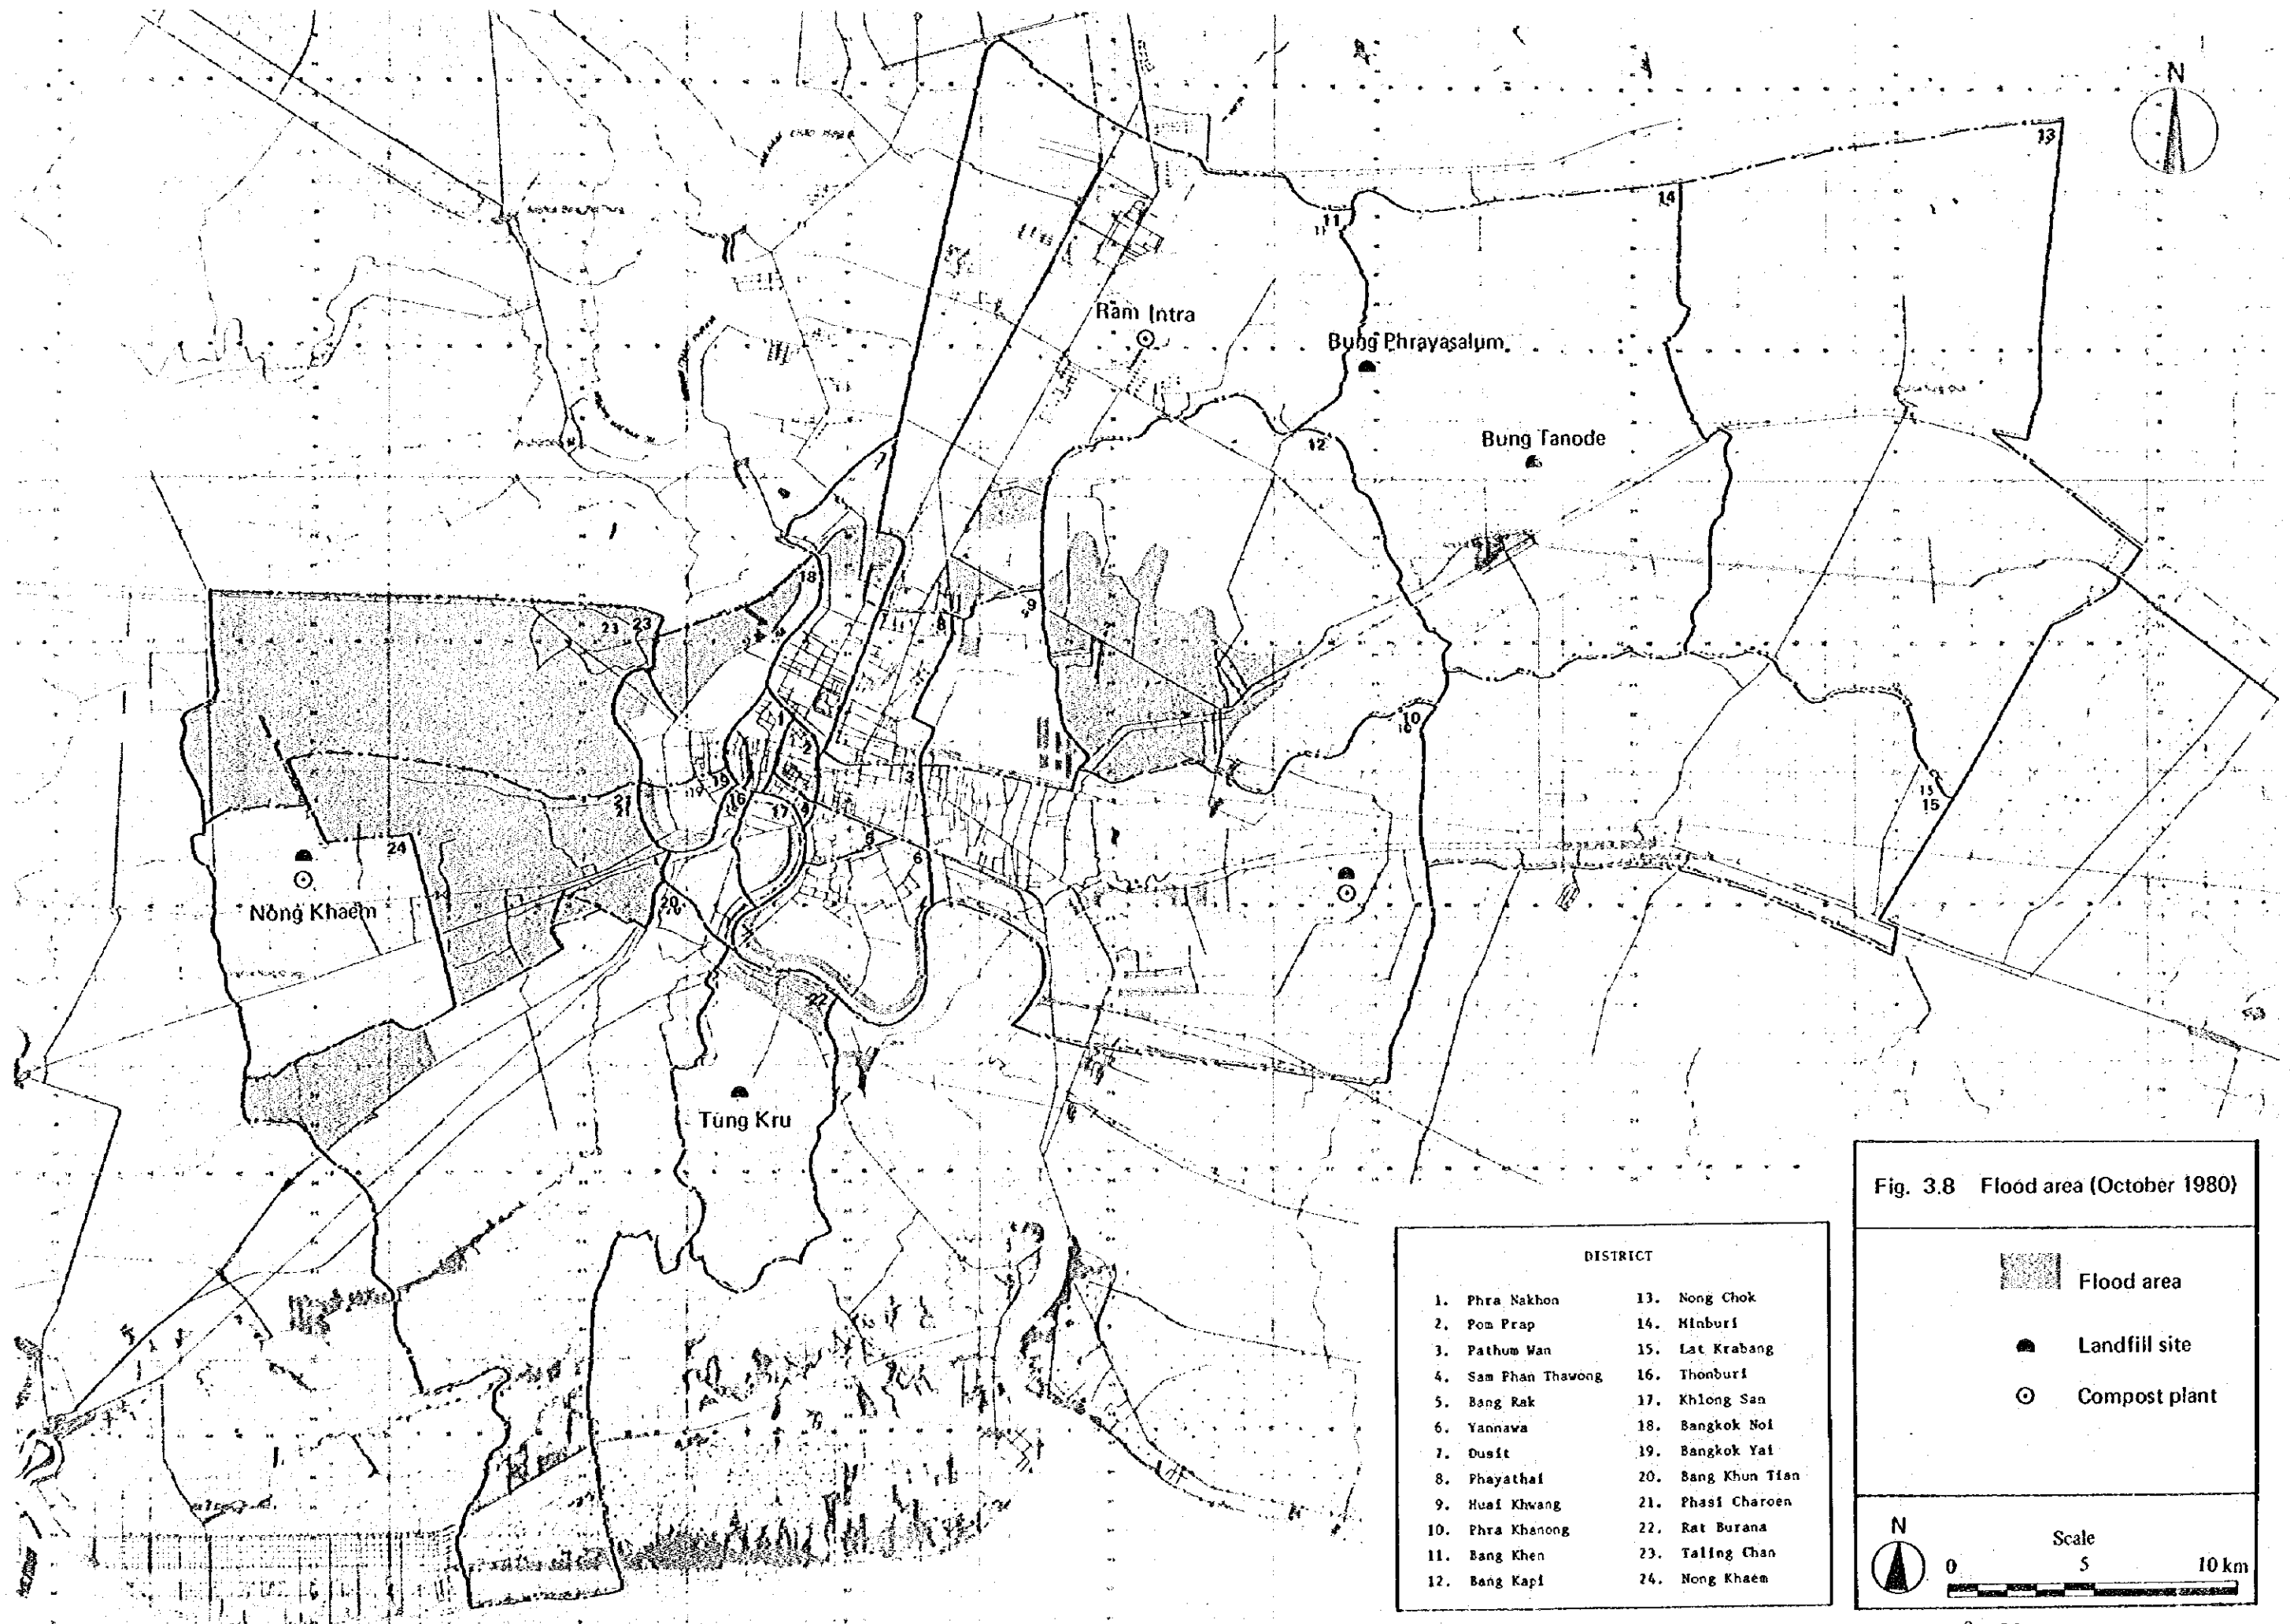 N
13
14
11
11
Ram Intra
Bung Phrayasalum
12
Bung Tanode
7
18
9
8
23
23
10
10
1
2
3
19
19
16
17
4
21
21
15
15
24
5
6
Nong Khaem
20
22
Tung Kru
Fig. 3.8 Flood area (October 1980)
Flood area
Landfill site
Compost plant
N
Scale
0 5 10 km
DISTRICT
1. Phra Nakhon
2. Pom Prap
3. Pathum Wan
4. Sam Phan Thawong
5. Bang Rak
6. Yannawa
7. Dusit
8. Phayathai
9. Huai Khwang
10. Phra Khanong
11. Bang Khen
12. Bang Kapi
13. Nong Chok
14. Minburi
15. Lat Krabang
16. Thonburi
17. Khlong San
18. Bangkok Noi
19. Bangkok Yai
20. Bang Khun Tian
21. Phasi Charoen
22. Rat Burana
23. Taling Chan
24. Nong Khaem